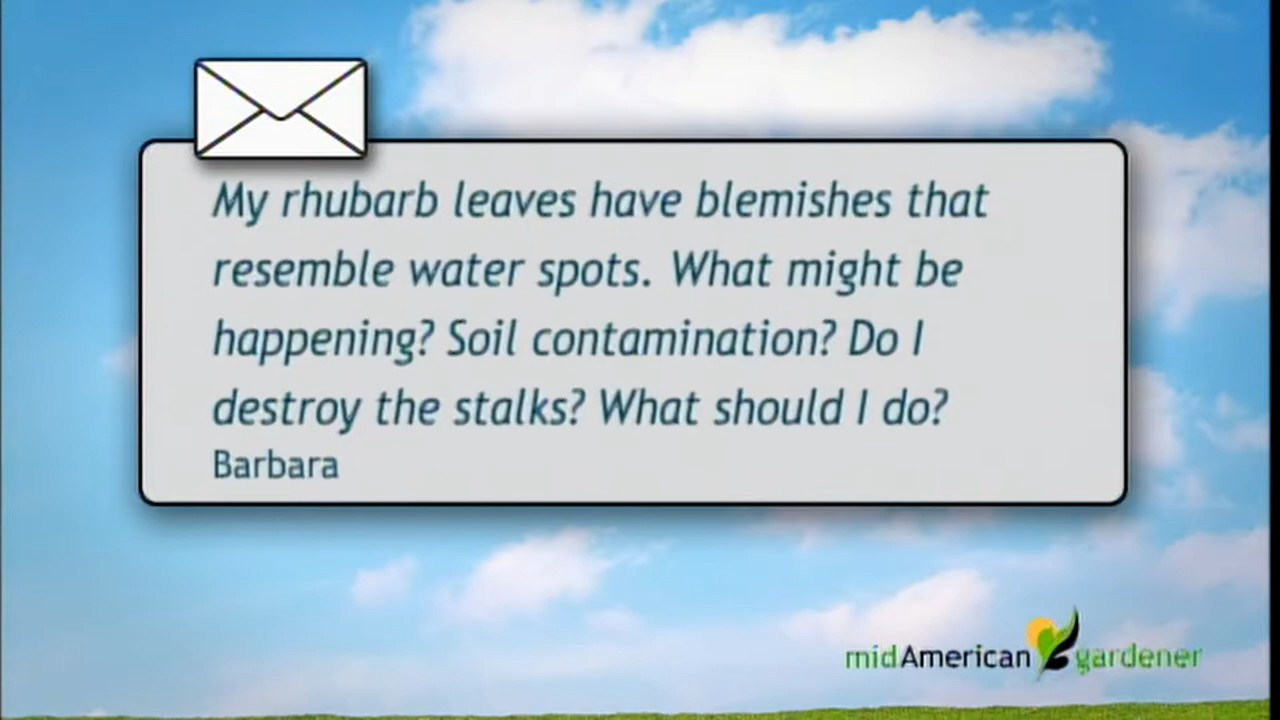 My rhubarb leaves have blemishes that
resemble water spots. What might be
happening? Soil contamination? Do I
destroy the stalks? What should I do?
Barbara
midAmerican gardener